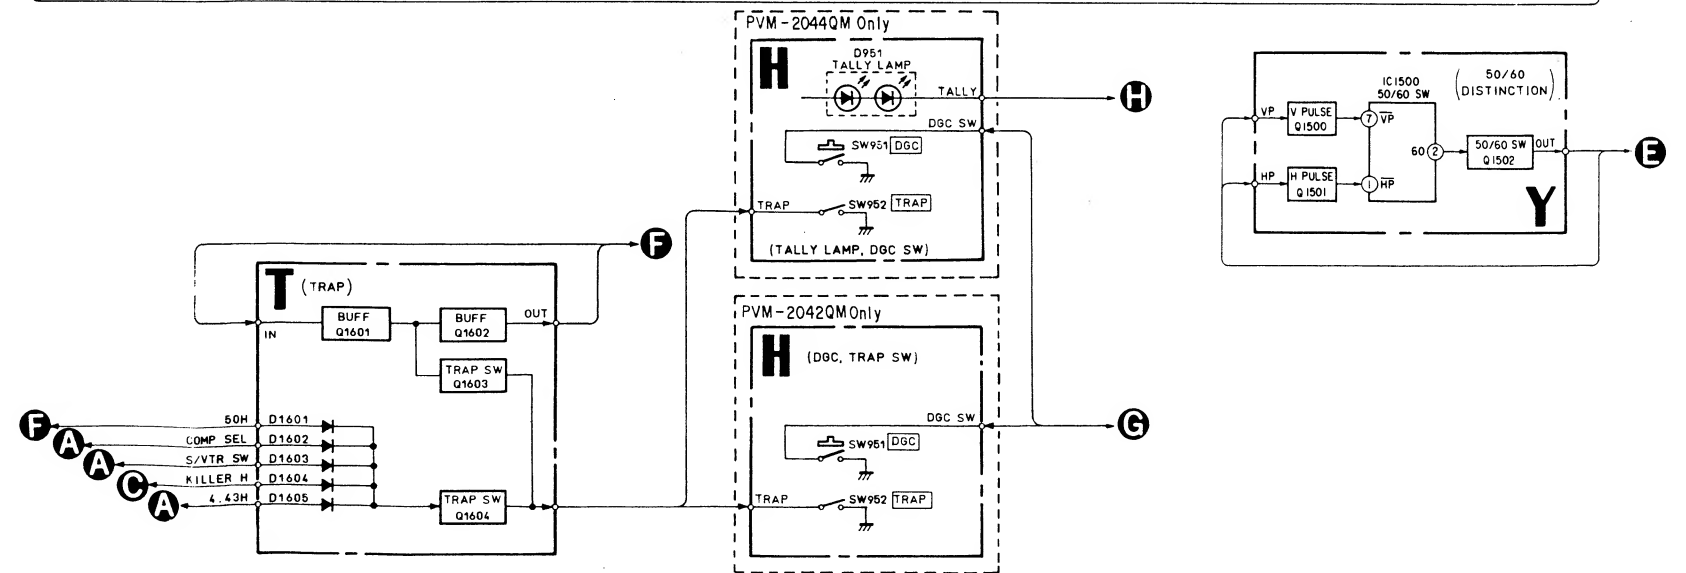 PVM-2044QM Only
H
D951
TALLY LAMP
TALLY
H
DGC SW
SW951 DGC
TRAP
SW952 TRAP
(TALLY LAMP, DGC SW)
IC1500
50/60 SW
(50/60
DISTINCTION)
VP
V PULSE
Q1500
7 VP
60 2
50/60 SW
Q1502
OUT
E
HP
H PULSE
Q1501
1 HP
Y
F
T (TRAP)
IN
BUFF
Q1601
BUFF
Q1602
OUT
TRAP SW
Q1603
F 50H D1601
A COMP SEL D1602
A S/VTR SW D1603
C KILLER H D1604
A 4.43H D1605
TRAP SW
Q1604
PVM-2042QM Only
H (DGC, TRAP SW)
DGC SW
G
SW951 DGC
TRAP
SW952 TRAP